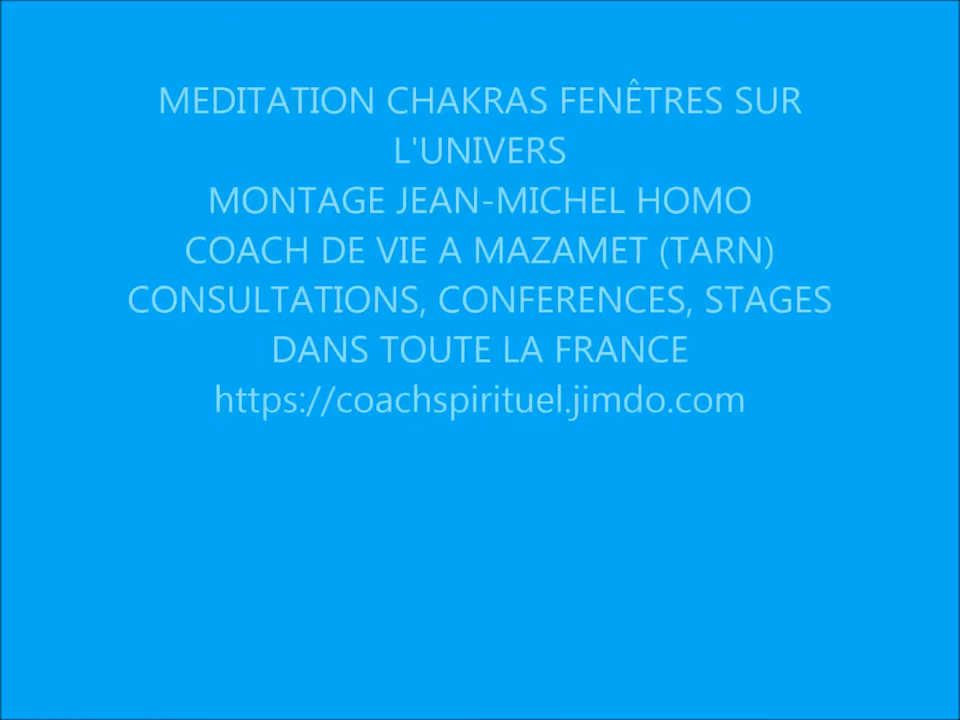 MEDITATION CHAKRAS FENÊTRES SUR
L'UNIVERS
MONTAGE JEAN-MICHEL HOMO
COACH DE VIE A MAZAMET (TARN)
CONSULTATIONS, CONFERENCES, STAGES
DANS TOUTE LA FRANCE
https://coachspirituel.jimdo.com